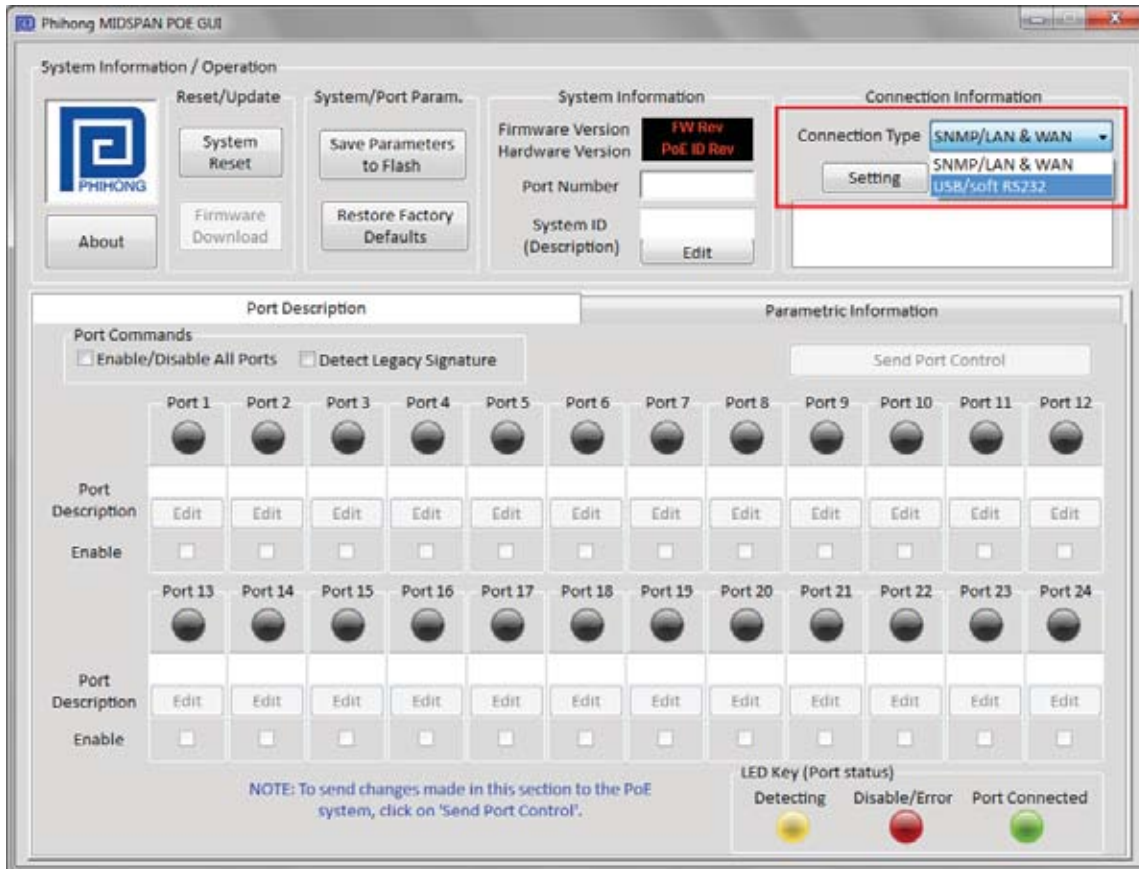 Phihong MIDSPAN POE GUI
System Information / Operation
PHIHONG
About
Reset/Update
System Reset
Firmware Download
System/Port Param.
Save Parameters to Flash
Restore Factory Defaults
System Information
Firmware Version FW Rev
Hardware Version PoE ID Rev
Port Number
System ID (Description)
Edit
Connection Information
Connection Type SNMP/LAN & WAN
SNMP/LAN & WAN
Setting
USB/soft RS232
Port Description
Parametric Information
Port Commands
Enable/Disable All Ports Detect Legacy Signature
Send Port Control
Port 1 Port 2 Port 3 Port 4 Port 5 Port 6 Port 7 Port 8 Port 9 Port 10 Port 11 Port 12
Port Description
Edit Edit Edit Edit Edit Edit Edit Edit Edit Edit Edit Edit
Enable
Port 13 Port 14 Port 15 Port 16 Port 17 Port 18 Port 19 Port 20 Port 21 Port 22 Port 23 Port 24
Port Description
Edit Edit Edit Edit Edit Edit Edit Edit Edit Edit Edit Edit
Enable
NOTE: To send changes made in this section to the PoE
system, click on 'Send Port Control'.
LED Key (Port status)
Detecting Disable/Error Port Connected